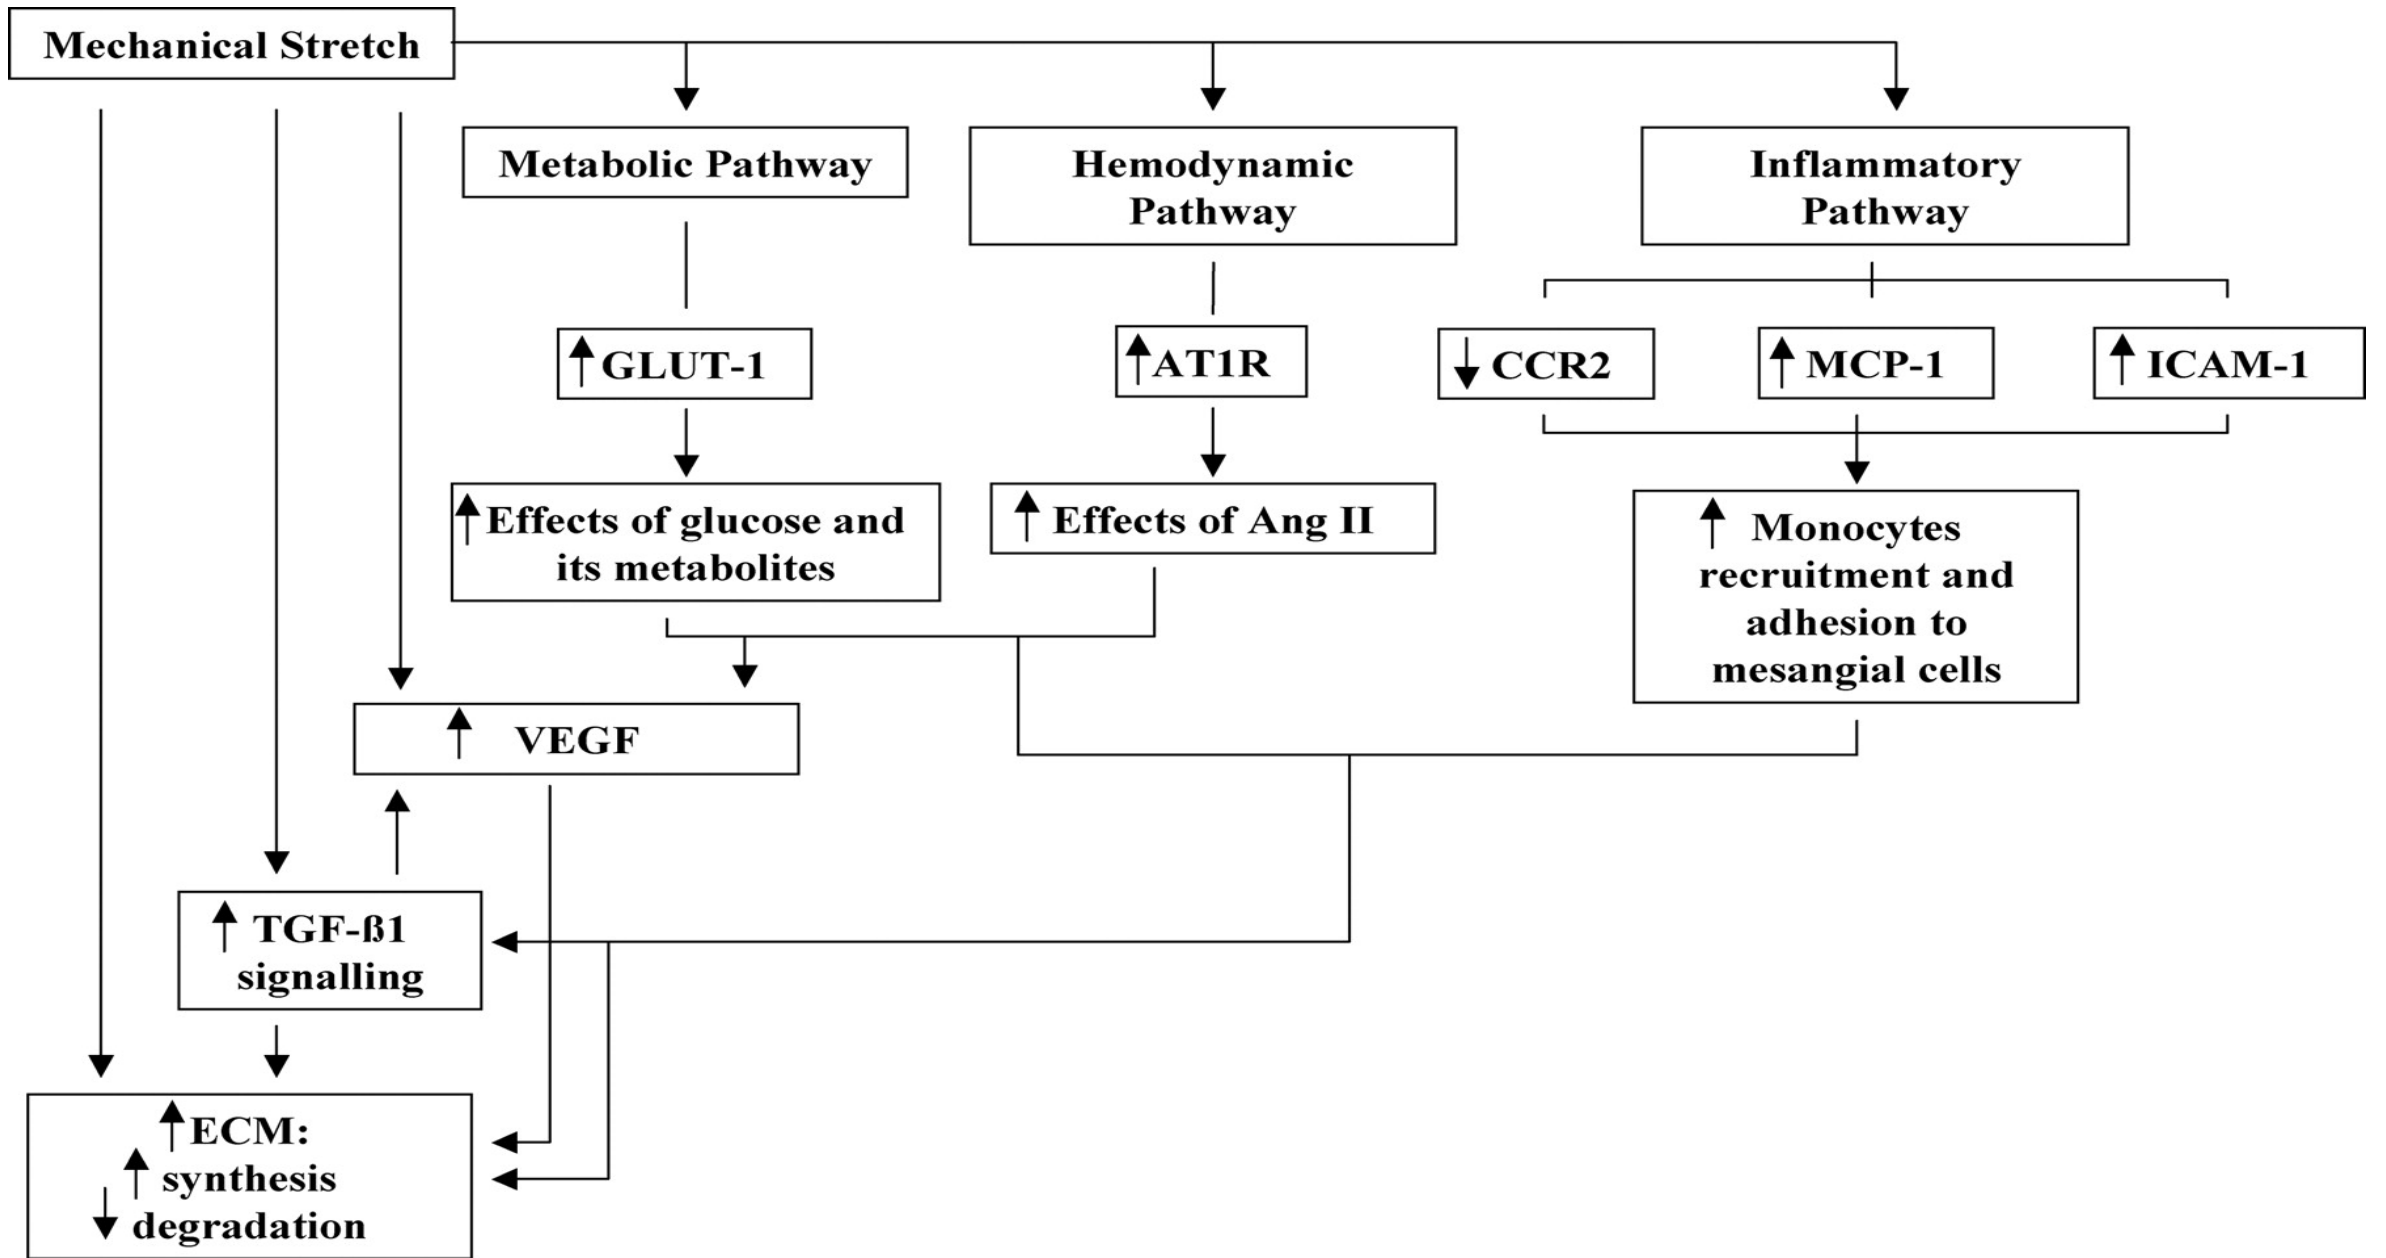 Mechanical Stretch
Metabolic Pathway
Hemodynamic
Pathway
Inflammatory
Pathway
↑GLUT-1
↑AT1R
↓ CCR2
↑ MCP-1
↑ ICAM-1
↑Effects of glucose and
its metabolites
↑ Effects of Ang II
↑ Monocytes
recruitment and
adhesion to
mesangial cells
↑ VEGF
↑ TGF-ß1
signalling
↑ECM:
↑ synthesis
↓ degradation